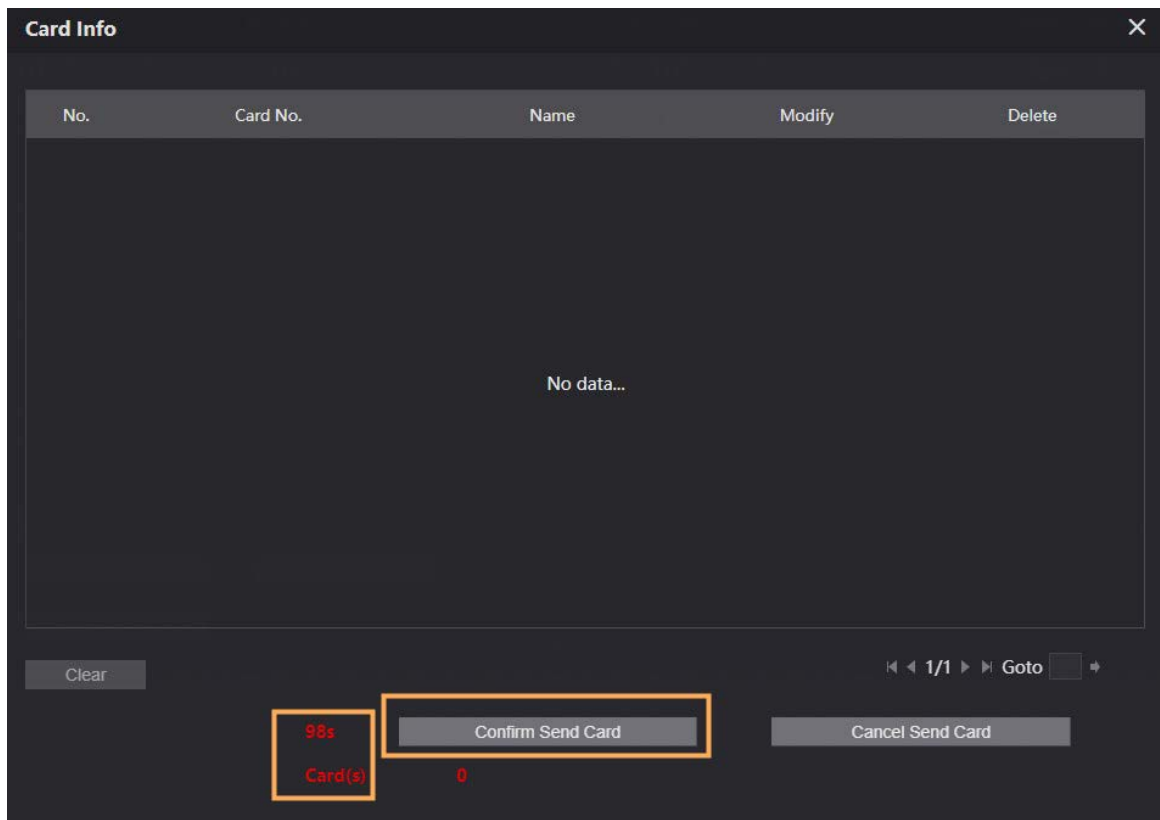 Card Info
No. Card No. Name Modify Delete
No data...
Clear 1/1 Goto
98s Confirm Send Card Cancel Send Card
Card(s) 0